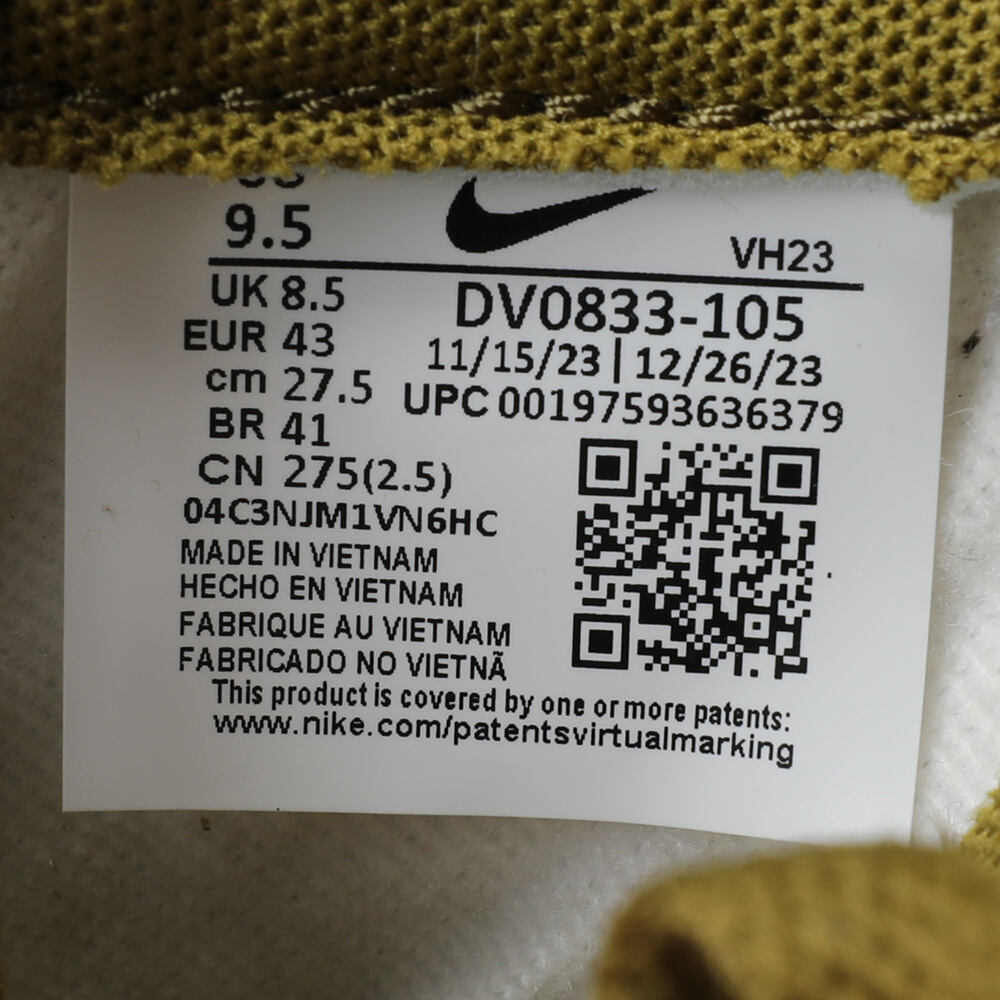 9.5
VH23
UK 8.5
DV0833-105
EUR 43
11/15/23 | 12/26/23
cm 27.5
UPC 00197593636379
BR 41
CN 275(2.5)
04C3NJM1VN6HC
MADE IN VIETNAM
HECHO EN VIETNAM
FABRIQUE AU VIETNAM
FABRICADO NO VIETNÃ
This product is covered by one or more patents:
www.nike.com/patentsvirtualmarking